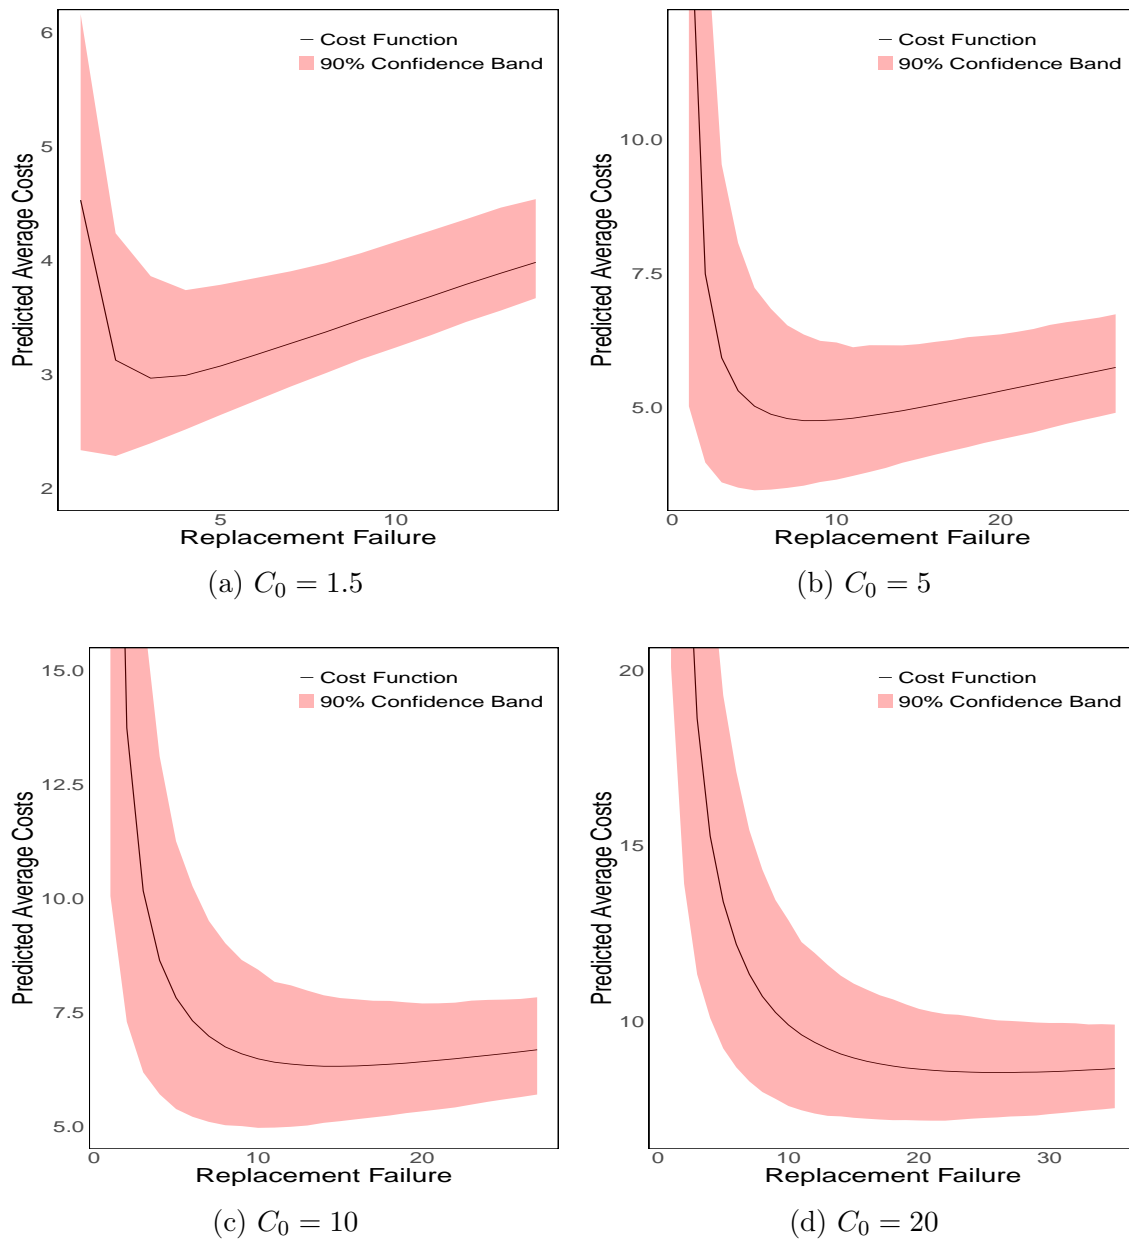 Predicted Average Costs
6
5
4
3
2
Cost Function
90% Confidence Band
5
10
Replacement Failure
(a) C₀ = 1.5
Predicted Average Costs
10.0
7.5
5.0
Cost Function
90% Confidence Band
0
10
20
Replacement Failure
(b) C₀ = 5
Predicted Average Costs
15.0
12.5
10.0
7.5
5.0
Cost Function
90% Confidence Band
0
10
20
Replacement Failure
(c) C₀ = 10
Predicted Average Costs
20
15
10
Cost Function
90% Confidence Band
0
10
20
30
Replacement Failure
(d) C₀ = 20